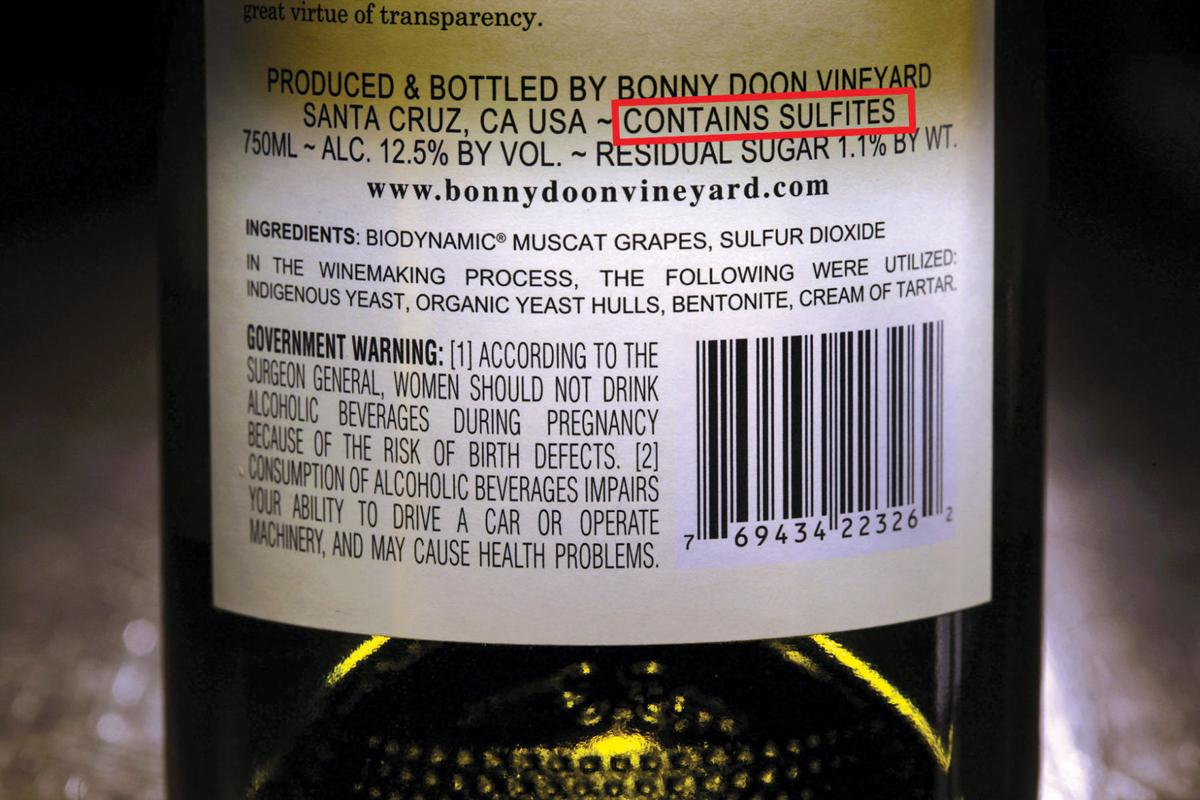 great virtue of transparency.
PRODUCED & BOTTLED BY BONNY DOON VINEYARD
SANTA CRUZ, CA USA ~ CONTAINS SULFITES
750ML ~ ALC. 12.5% BY VOL. ~ RESIDUAL SUGAR 1.1% BY WT.
www.bonnydoonvineyard.com
INGREDIENTS: BIODYNAMIC® MUSCAT GRAPES, SULFUR DIOXIDE
IN THE WINEMAKING PROCESS, THE FOLLOWING WERE UTILIZED:
INDIGENOUS YEAST, ORGANIC YEAST HULLS, BENTONITE, CREAM OF TARTAR.
GOVERNMENT WARNING: [1] ACCORDING TO THE
SURGEON GENERAL, WOMEN SHOULD NOT DRINK
ALCOHOLIC BEVERAGES DURING PREGNANCY
BECAUSE OF THE RISK OF BIRTH DEFECTS. [2]
CONSUMPTION OF ALCOHOLIC BEVERAGES IMPAIRS
YOUR ABILITY TO DRIVE A CAR OR OPERATE
MACHINERY, AND MAY CAUSE HEALTH PROBLEMS.
7 69434 22326 2